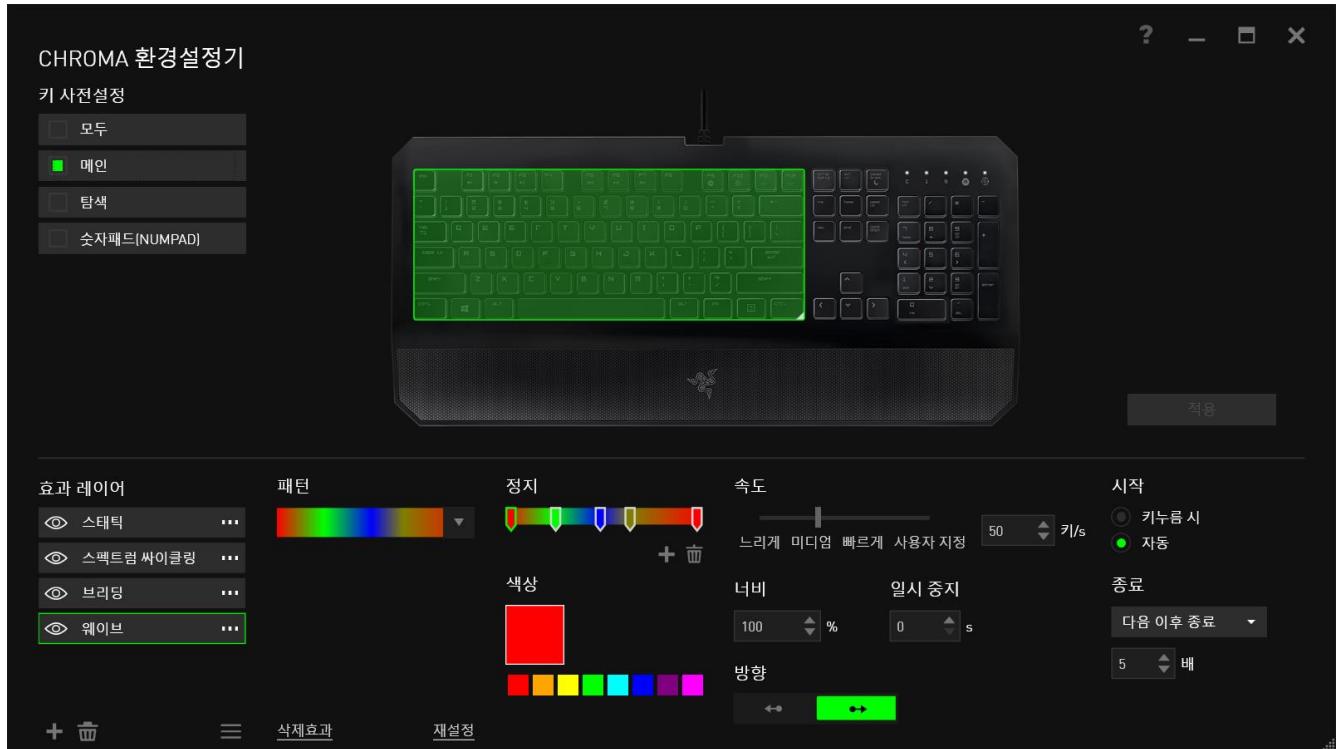 CHROMA 환경설정기
키 사전설정
모두
메인
탐색
숫자패드(NUMPAD)
적용
효과 레이어
스태틱
스펙트럼 싸이클링
브리딩
웨이브
패턴
삭제효과
재설정
정지
색상
속도
느리게 미디엄 빠르게 사용자 지정
50 키/s
너비
100 %
일시 중지
0 s
방향
시작
키누름 시
자동
종료
다음 이후 종료
5 배